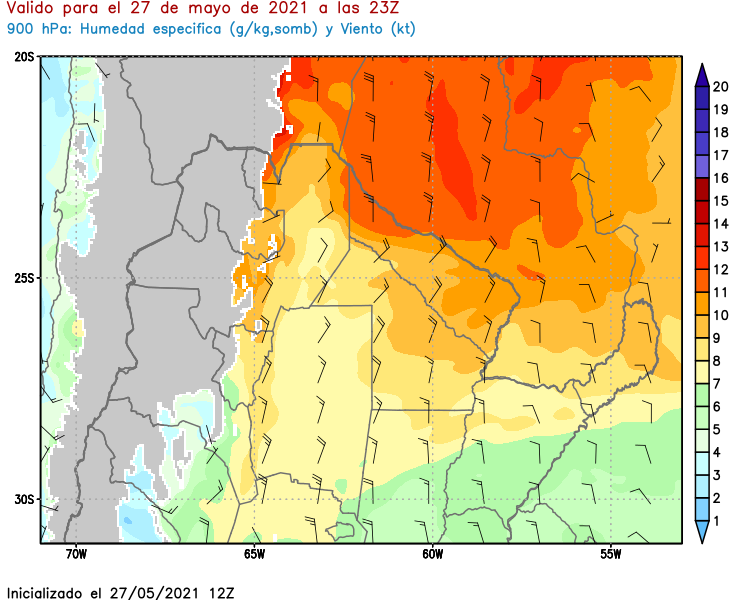 Valido para el 27 de mayo de 2021 a las 23Z
900 hPa: Humedad especifica (g/kg,somb) y Viento (kt)
20S
25S
30S
70W
65W
60W
55W
20
19
18
17
16
15
14
13
12
11
10
9
8
7
6
5
4
3
2
1
Inicializado el 27/05/2021 12Z